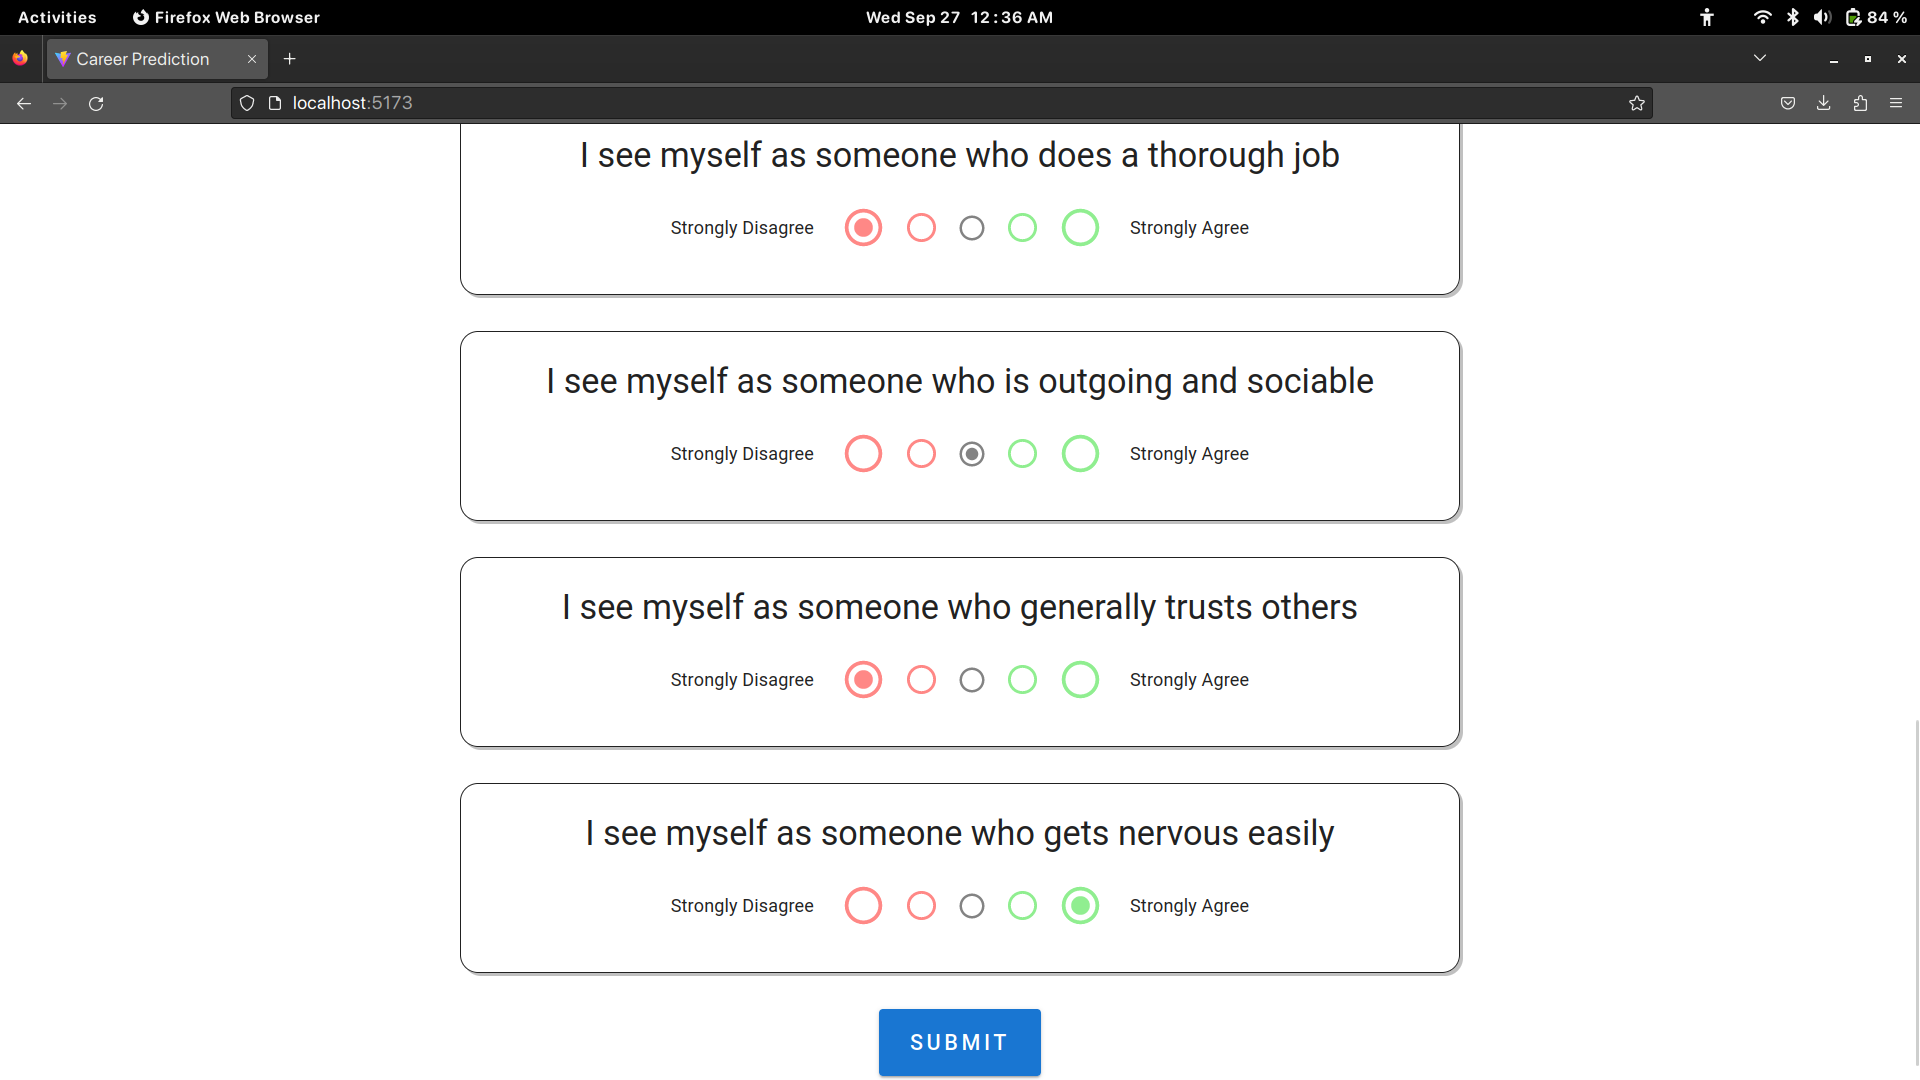 Activities Firefox Web Browser Wed Sep 27 12:36 AM 84 %
Career Prediction
localhost:5173
I see myself as someone who does a thorough job
Strongly Disagree Strongly Agree
I see myself as someone who is outgoing and sociable
Strongly Disagree Strongly Agree
I see myself as someone who generally trusts others
Strongly Disagree Strongly Agree
I see myself as someone who gets nervous easily
Strongly Disagree Strongly Agree
SUBMIT